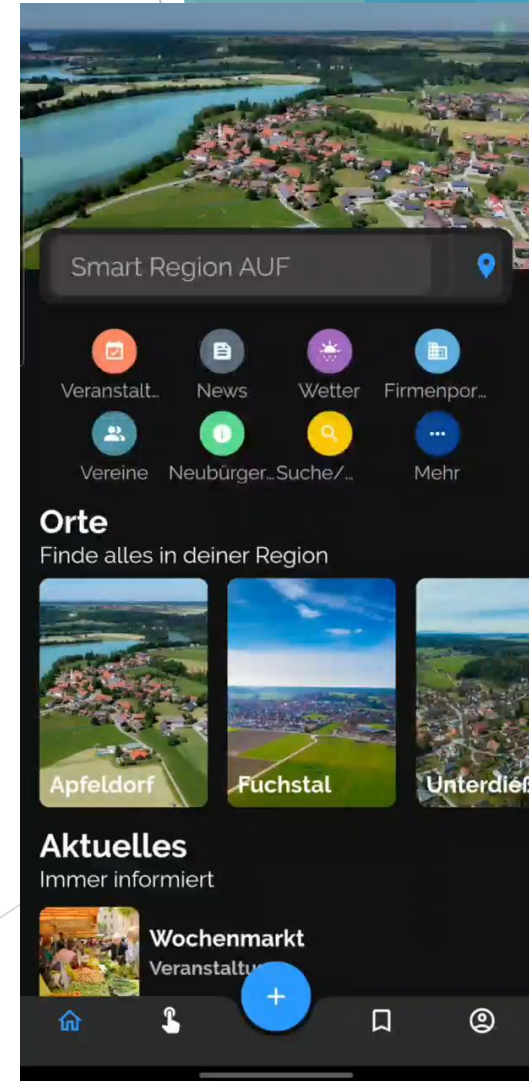 Smart Region AUF
Veranstalt...
News
Wetter
Firmenpor...
Vereine
Neubürger...
Suche/...
Mehr
Orte
Finde alles in deiner Region
Apfeldorf
Fuchstal
Unterdieß
Aktuelles
Immer informiert
Wochenmarkt
Veranstaltu